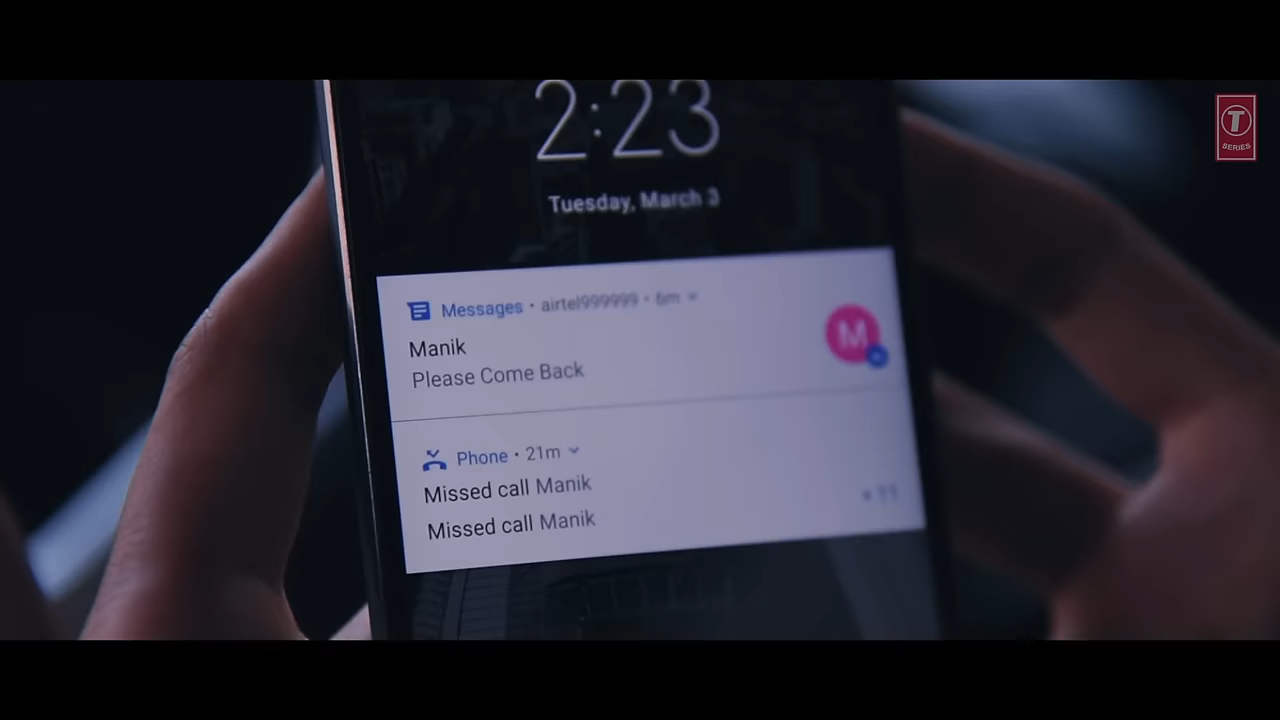 2:23
T
SERIES
Tuesday, March 3
Messages • airtel999999 • 6m
Manik
Please Come Back
M
Phone • 21m
Missed call Manik
Missed call Manik